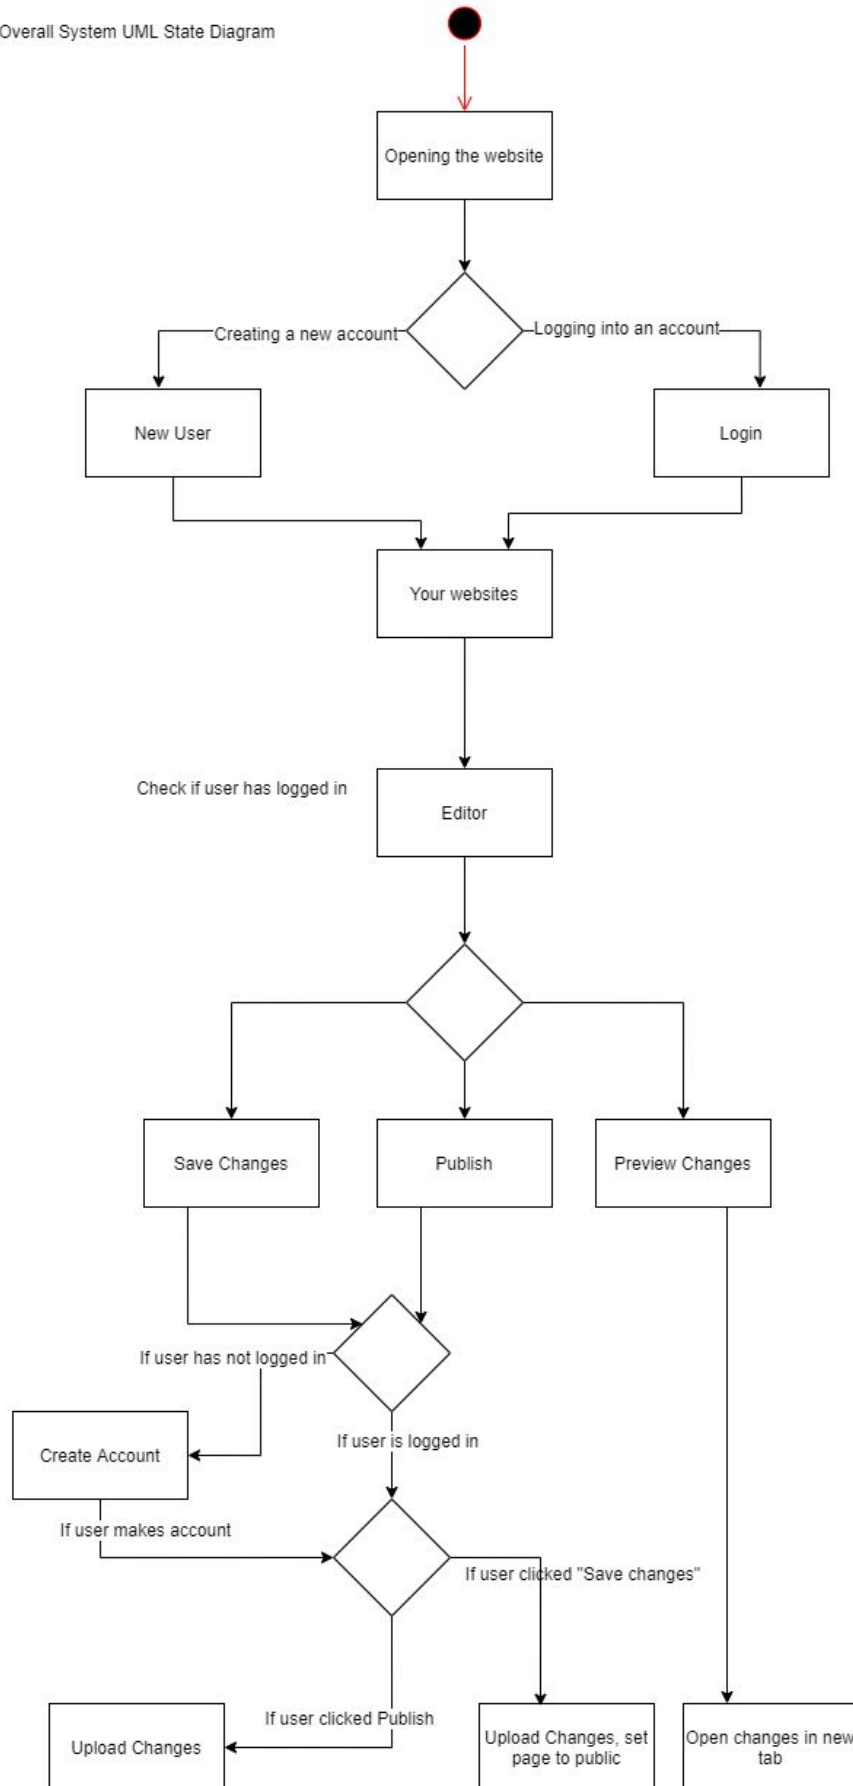 Overall System UML State Diagram
Opening the website
Creating a new account
Logging into an account
New User
Login
Your websites
Check if user has logged in
Editor
Save Changes
Publish
Preview Changes
If user has not logged in
If user is logged in
Create Account
If user makes account
If user clicked "Save changes"
If user clicked Publish
Upload Changes
Upload Changes, set
page to public
Open changes in new
tab